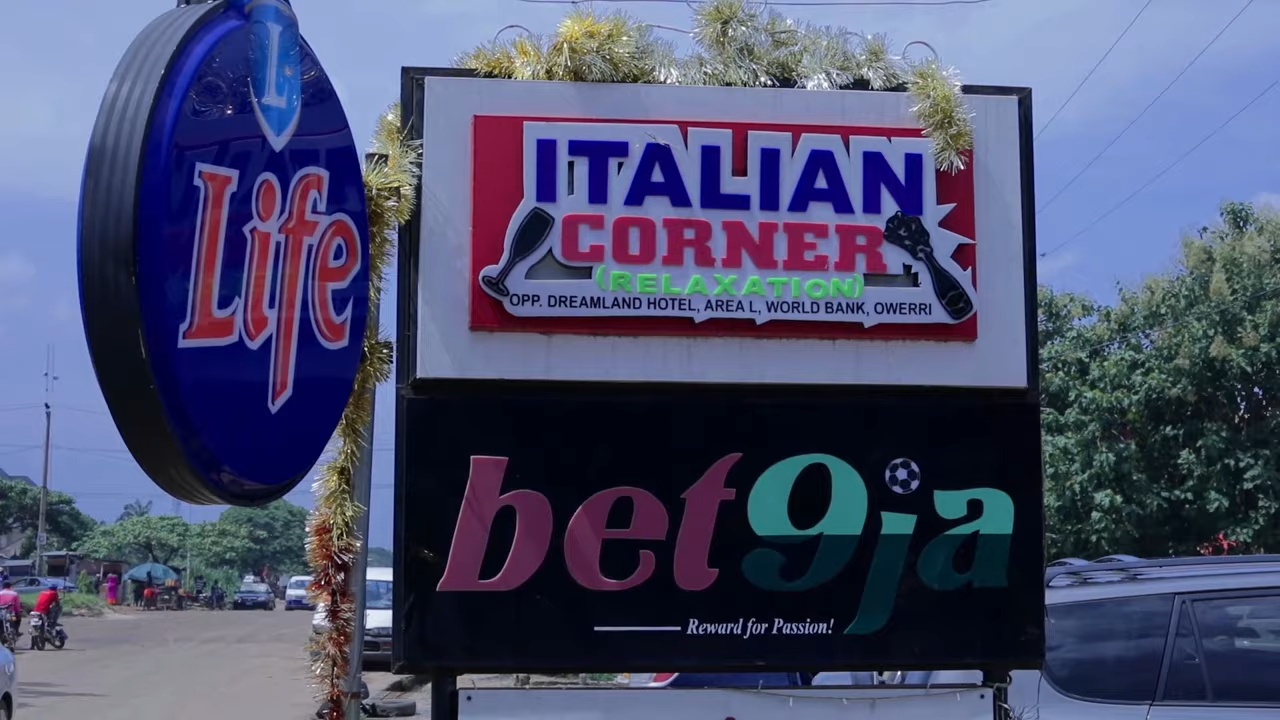 L
Life
ITALIAN
CORNER
(RELAXATION)
OPP. DREAMLAND HOTEL, AREA L, WORLD BANK, OWERRI
bet9ja
Reward for Passion!